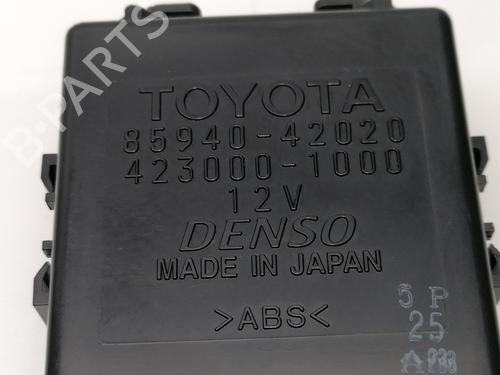 B-PARTS
TOYOTA
85940-42020
423000-1000
12V
DENSO
MADE IN JAPAN
>ABS<
5 P
25